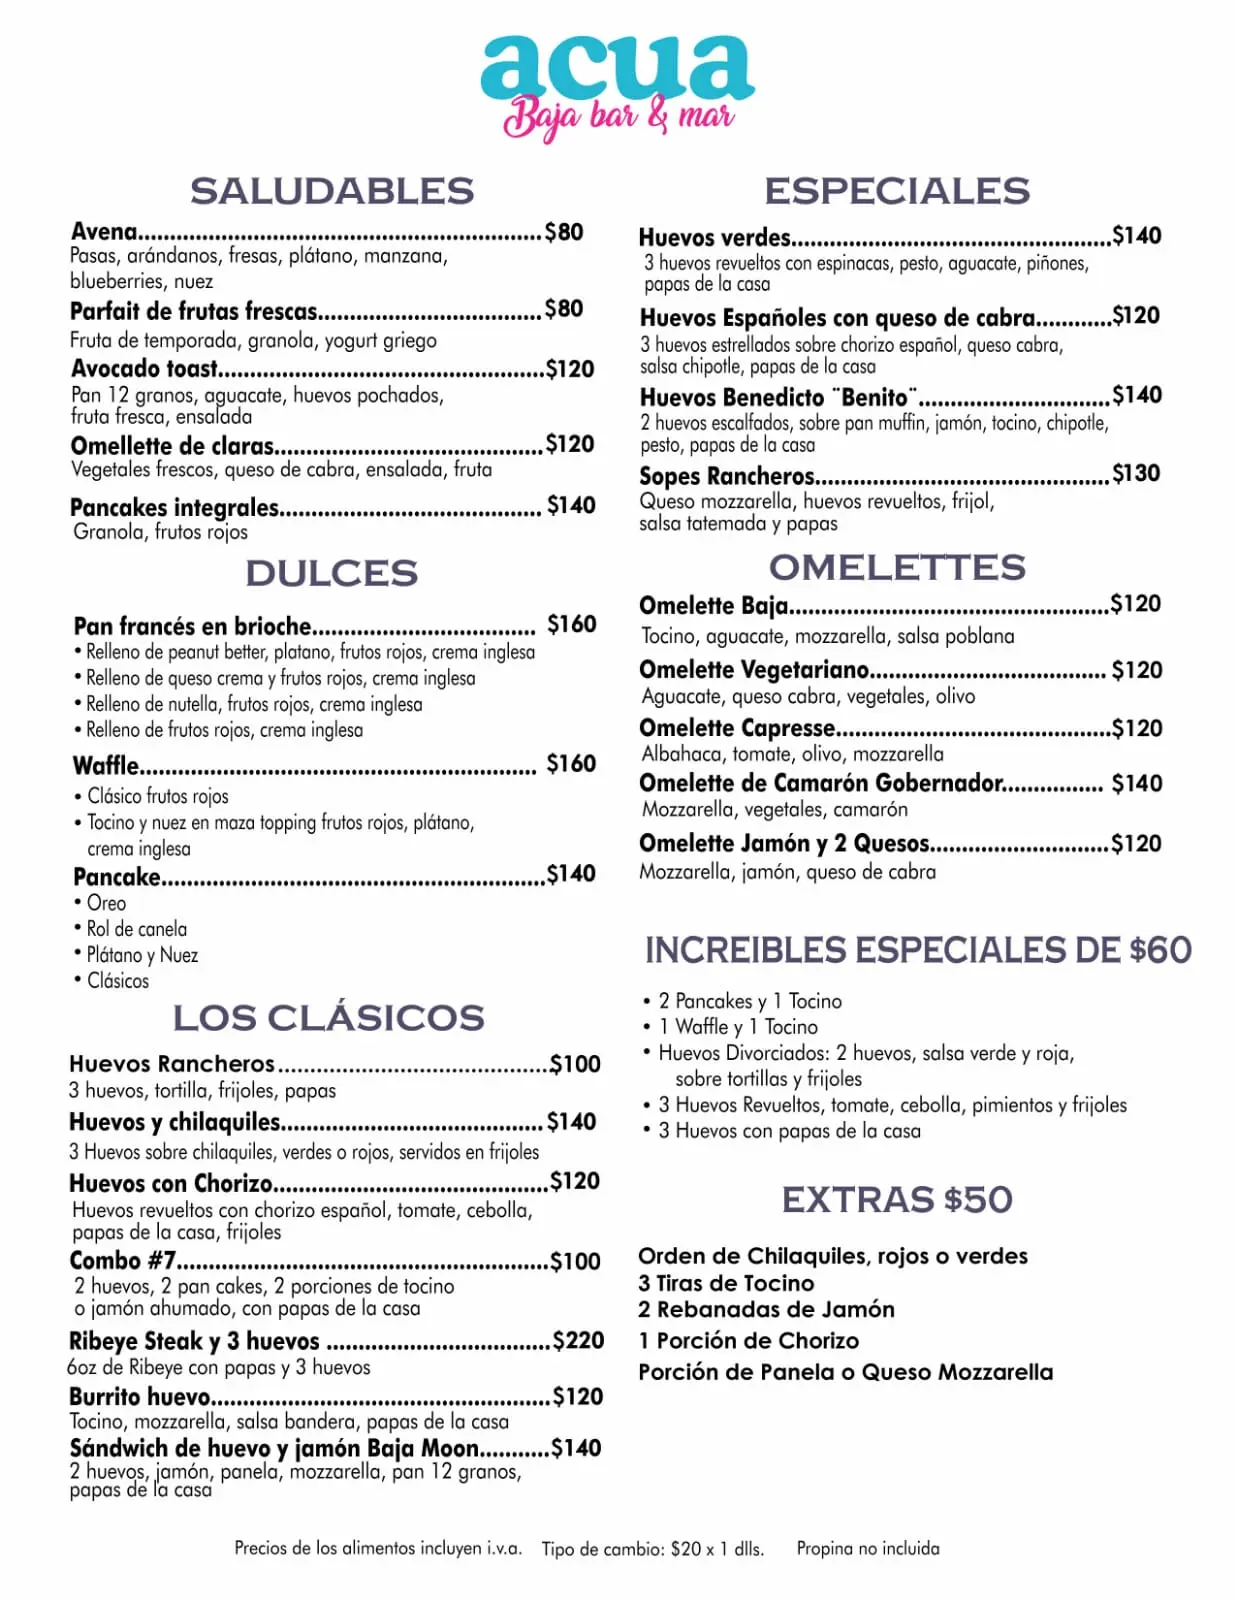 acua
Baja bar & mar
SALUDABLES
Avena.....$80
Pasas, arándanos, fresas, plátano, manzana,
blueberries, nuez
Parfait de frutas frescas.....$80
Fruta de temporada, granola, yogurt griego
Avocado toast.....$120
Pan 12 granos, aguacate, huevos pochados,
fruta fresca, ensalada
Omellette de claras.....$120
Vegetales frescos, queso de cabra, ensalada, fruta
Pancakes integrales.....$140
Granola, frutos rojos
DULCES
Pan francés en brioche..... $160
• Relleno de peanut better, platano, frutos rojos, crema inglesa
• Relleno de queso crema y frutos rojos, crema inglesa
• Relleno de nutella, frutos rojos, crema inglesa
• Relleno de frutos rojos, crema inglesa
Waffle..... $160
• Clásico frutos rojos
• Tocino y nuez en maza topping frutos rojos, plátano,
crema inglesa
Pancake.....$140
• Oreo
• Rol de canela
• Plátano y Nuez
• Clásicos
LOS CLÁSICOS
Huevos Rancheros.....$100
3 huevos, tortilla, frijoles, papas
Huevos y chilaquiles.....$140
3 Huevos sobre chilaquiles, verdes o rojos, servidos en frijoles
Huevos con Chorizo.....$120
Huevos revueltos con chorizo español, tomate, cebolla,
papas de la casa, frijoles
Combo #7.....$100
2 huevos, 2 pan cakes, 2 porciones de tocino
o jamón ahumado, con papas de la casa
Ribeye Steak y 3 huevos .....$220
6oz de Ribeye con papas y 3 huevos
Burrito huevo.....$120
Tocino, mozzarella, salsa bandera, papas de la casa
Sándwich de huevo y jamón Baja Moon.....$140
2 huevos, jamón, panela, mozzarella, pan 12 granos,
papas de la casa
ESPECIALES
Huevos verdes.....$140
3 huevos revueltos con espinacas, pesto, aguacate, piñones,
papas de la casa
Huevos Españoles con queso de cabra.....$120
3 huevos estrellados sobre chorizo español, queso cabra,
salsa chipotle, papas de la casa
Huevos Benedicto ¨Benito¨.....$140
2 huevos escalfados, sobre pan muffin, jamón, tocino, chipotle,
pesto, papas de la casa
Sopes Rancheros.....$130
Queso mozzarella, huevos revueltos, frijol,
salsa tatemada y papas
OMELETTES
Omelette Baja.....$120
Tocino, aguacate, mozzarella, salsa poblana
Omelette Vegetariano..... $120
Aguacate, queso cabra, vegetales, olivo
Omelette Capresse.....$120
Albahaca, tomate, olivo, mozzarella
Omelette de Camarón Gobernador..... $140
Mozzarella, vegetales, camarón
Omelette Jamón y 2 Quesos.....$120
Mozzarella, jamón, queso de cabra
INCREIBLES ESPECIALES DE $60
• 2 Pancakes y 1 Tocino
• 1 Waffle y 1 Tocino
• Huevos Divorciados: 2 huevos, salsa verde y roja,
sobre tortillas y frijoles
• 3 Huevos Revueltos, tomate, cebolla, pimientos y frijoles
• 3 Huevos con papas de la casa
EXTRAS $50
Orden de Chilaquiles, rojos o verdes
3 Tiras de Tocino
2 Rebanadas de Jamón
1 Porción de Chorizo
Porción de Panela o Queso Mozzarella
Precios de los alimentos incluyen i.v.a. Tipo de cambio: $20 x 1 dlls. Propina no incluida